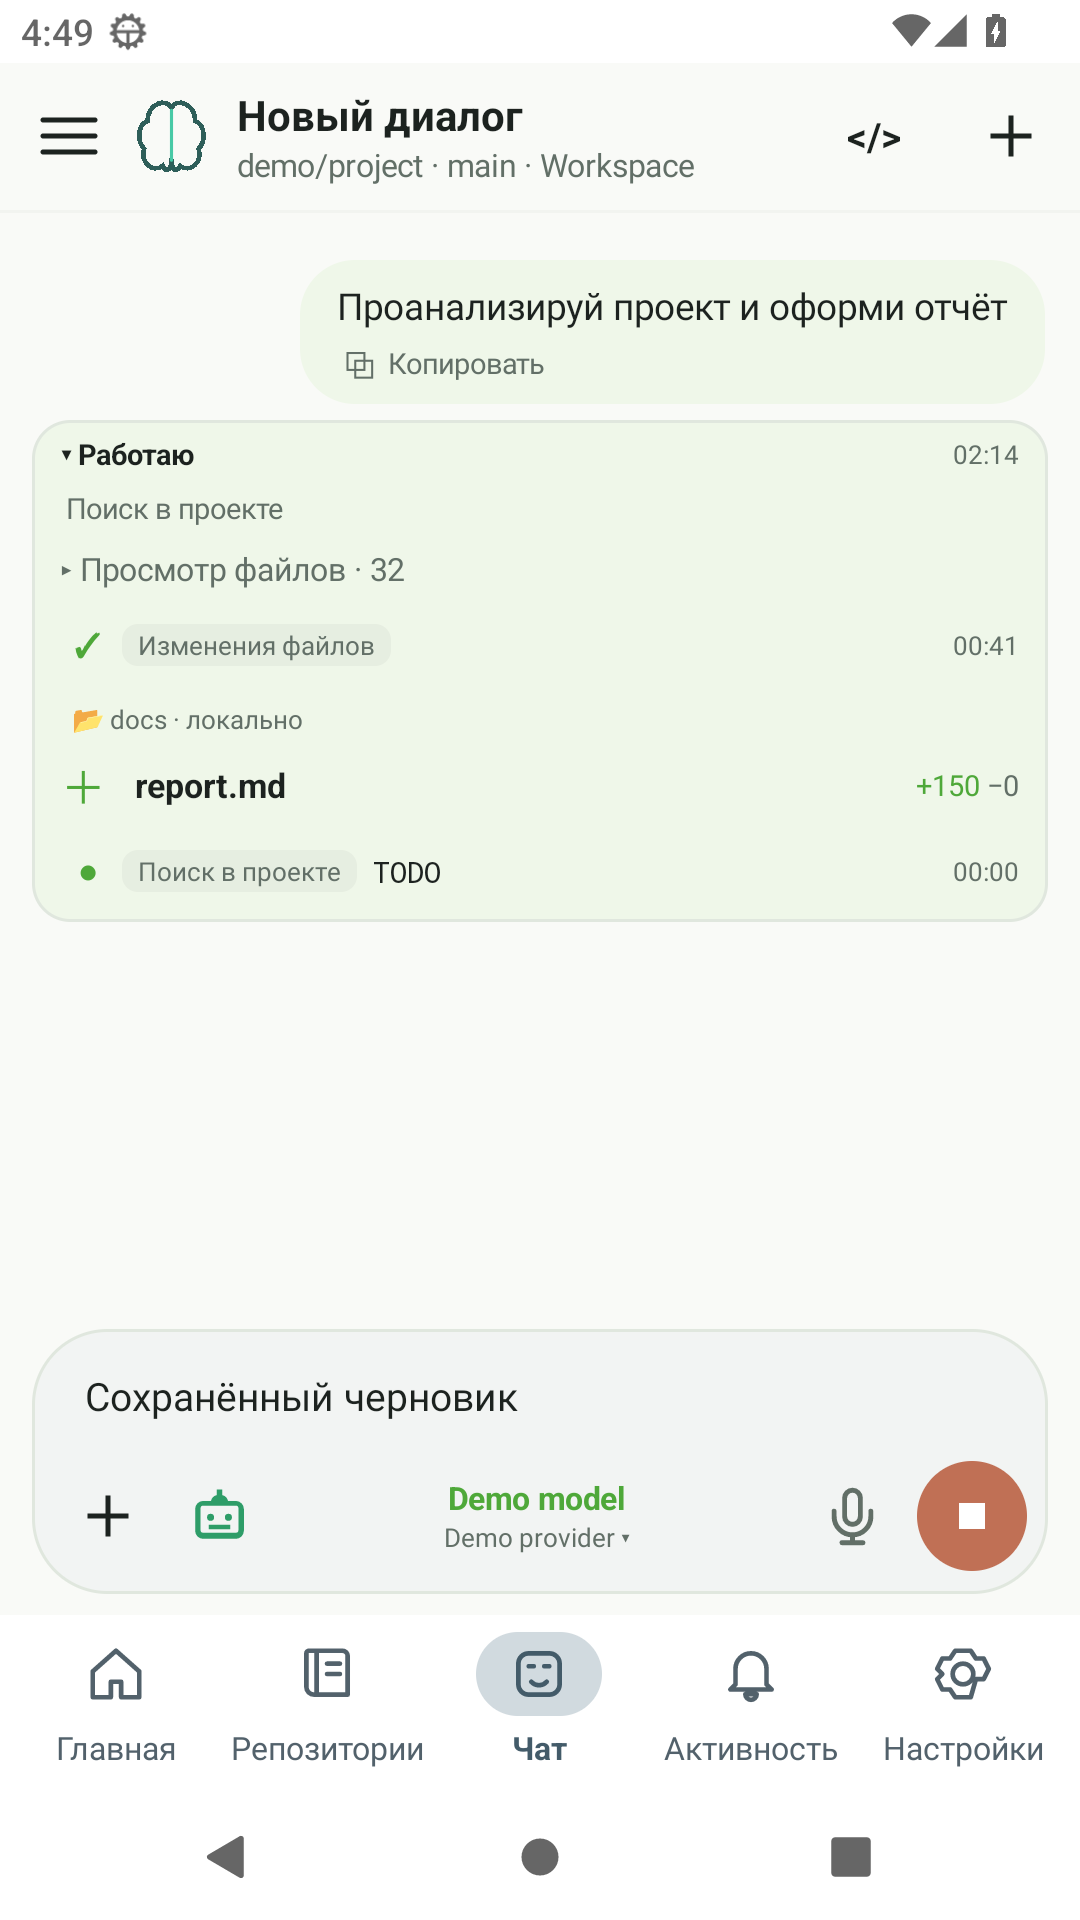 4:49
Новый диалог
demo/project · main · Workspace
</>
Проанализируй проект и оформи отчёт
Копировать
▾ Работаю 02:14
Поиск в проекте
▸ Просмотр файлов · 32
✓ Изменения файлов 00:41
📂 docs · локально
+ report.md +150 −0
● Поиск в проекте TODO 00:00
Сохранённый черновик
Demo model
Demo provider ▾
Главная Репозитории Чат Активность Настройки